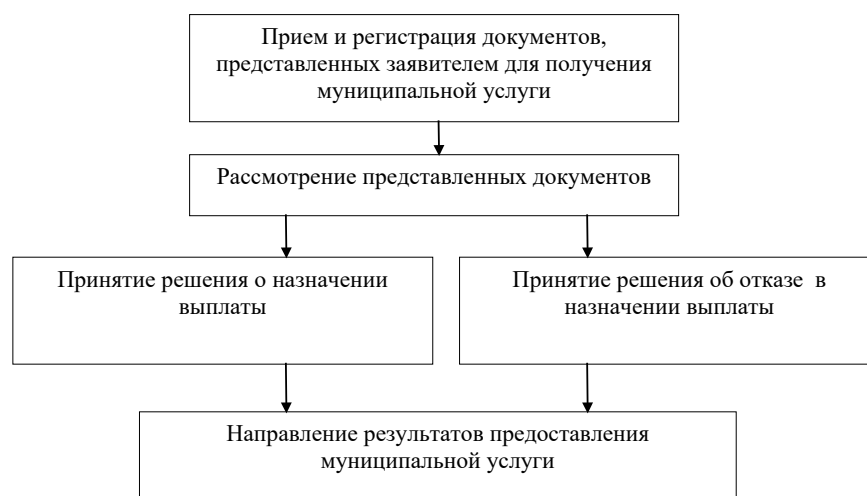 Прием и регистрация документов,
представленных заявителем для получения
муниципальной услуги
Рассмотрение представленных документов
Принятие решения о назначении
выплаты
Принятие решения об отказе  в
назначении выплаты
Направление результатов предоставления
муниципальной услуги